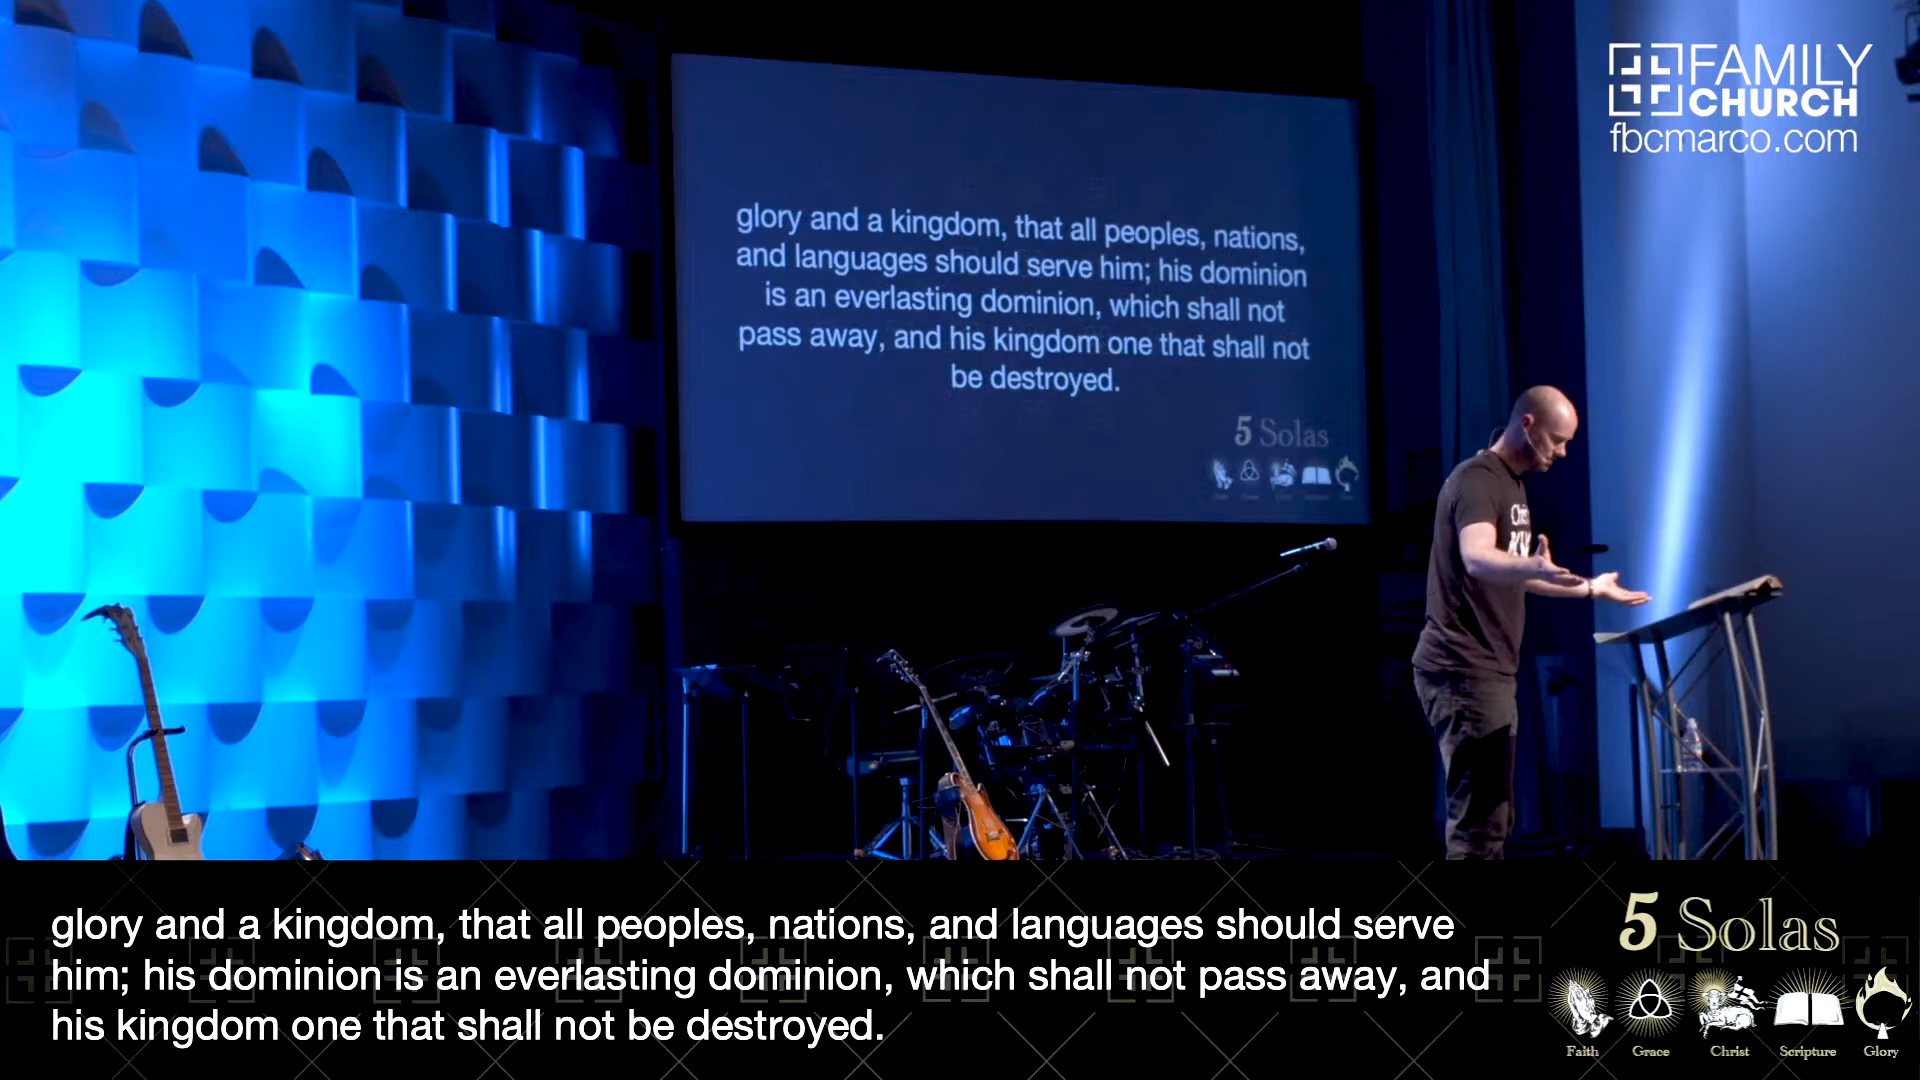 FAMILY
CHURCH
fbcmarco.com
glory and a kingdom, that all peoples, nations,
and languages should serve him; his dominion
is an everlasting dominion, which shall not
pass away, and his kingdom one that shall not
be destroyed.
5 Solas
glory and a kingdom, that all peoples, nations, and languages should serve
him; his dominion is an everlasting dominion, which shall not pass away, and
his kingdom one that shall not be destroyed.
5 Solas
Faith Grace Christ Scripture Glory